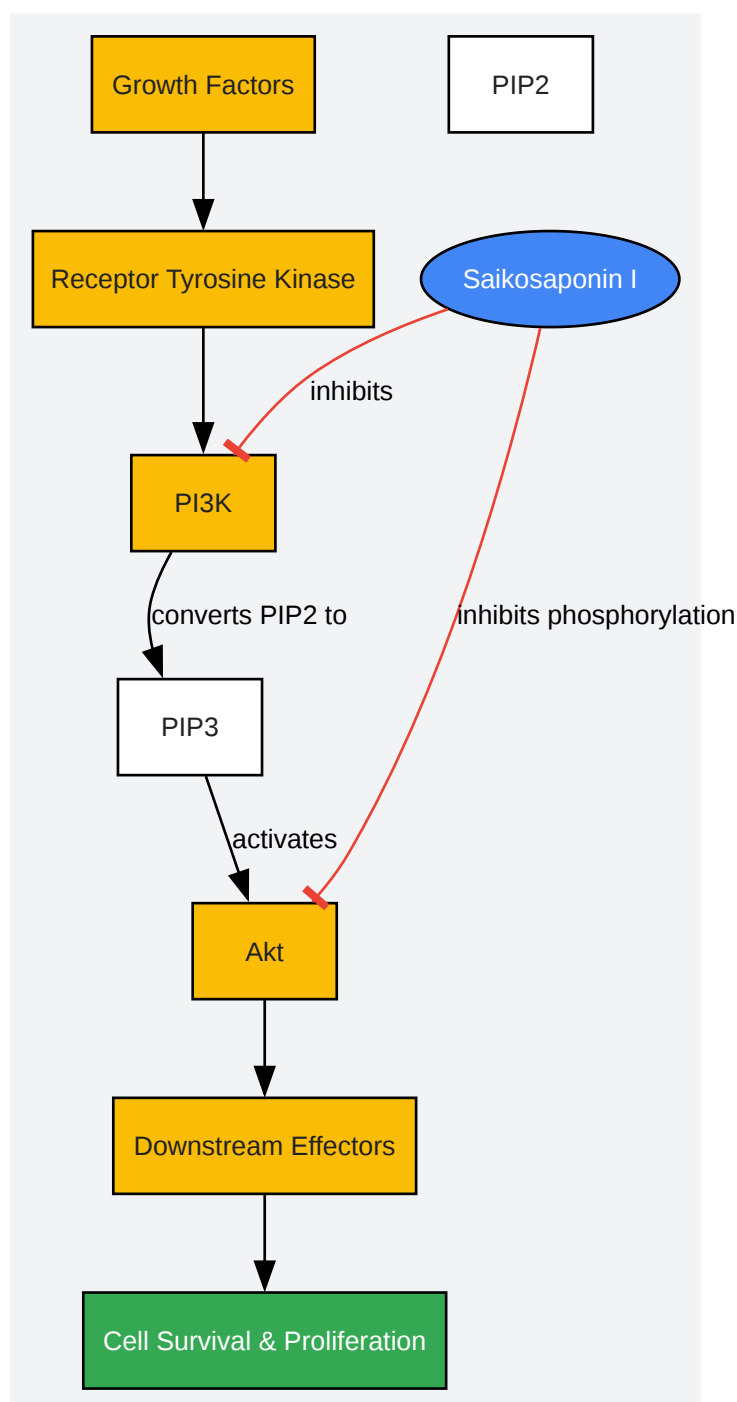 Growth Factors
PIP2
Receptor Tyrosine Kinase
Saikosaponin I
inhibits
PI3K
converts PIP2 to
inhibits phosphorylation
PIP3
activates
Akt
Downstream Effectors
Cell Survival & Proliferation